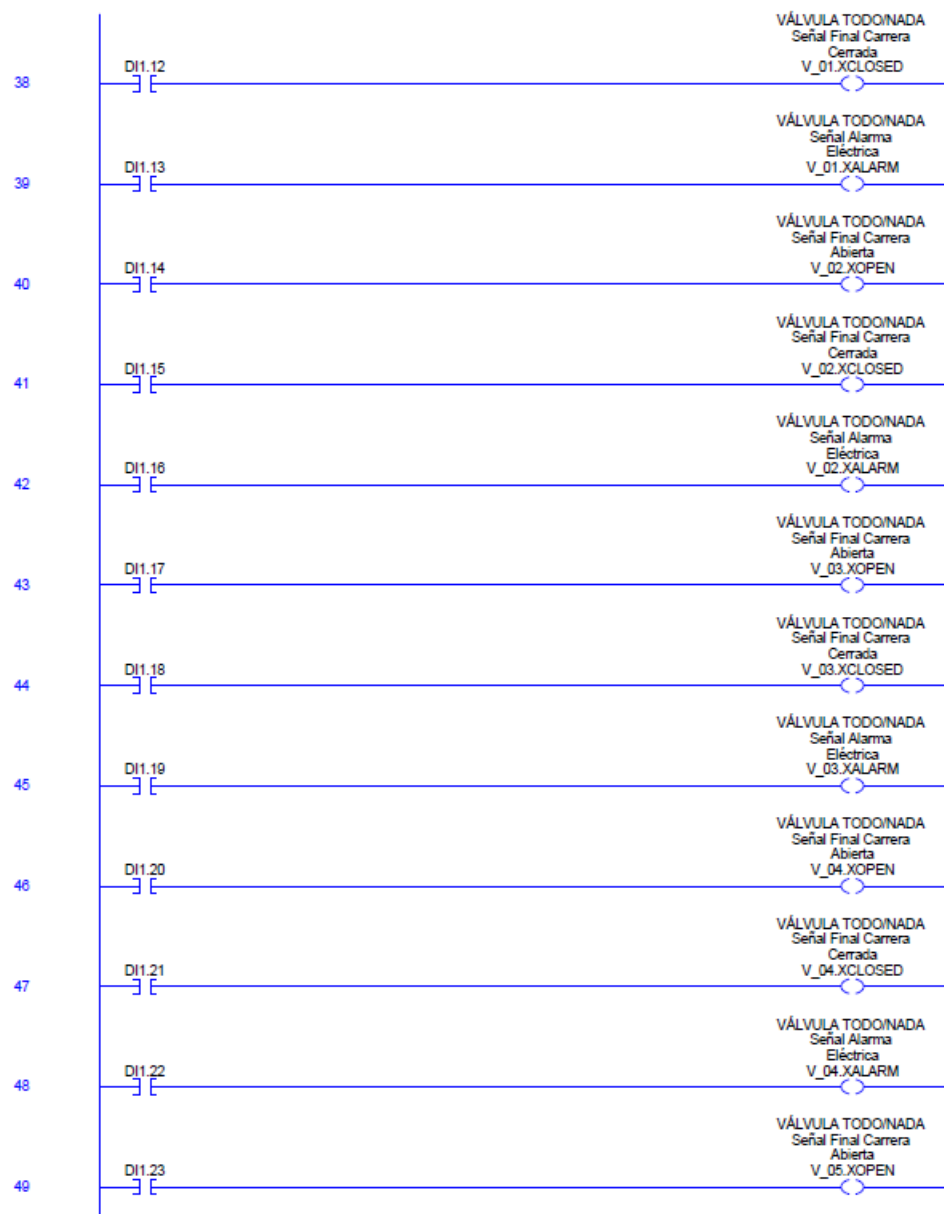 VÁLVULA TODO/NADA
Señal Final Carrera
Cerrada
DI1.12 V_01.XCLOSED
38
VÁLVULA TODO/NADA
Señal Alarma
Eléctrica
DI1.13 V_01.XALARM
39
VÁLVULA TODO/NADA
Señal Final Carrera
Abierta
DI1.14 V_02.XOPEN
40
VÁLVULA TODO/NADA
Señal Final Carrera
Cerrada
DI1.15 V_02.XCLOSED
41
VÁLVULA TODO/NADA
Señal Alarma
Eléctrica
DI1.16 V_02.XALARM
42
VÁLVULA TODO/NADA
Señal Final Carrera
Abierta
DI1.17 V_03.XOPEN
43
VÁLVULA TODO/NADA
Señal Final Carrera
Cerrada
DI1.18 V_03.XCLOSED
44
VÁLVULA TODO/NADA
Señal Alarma
Eléctrica
DI1.19 V_03.XALARM
45
VÁLVULA TODO/NADA
Señal Final Carrera
Abierta
DI1.20 V_04.XOPEN
46
VÁLVULA TODO/NADA
Señal Final Carrera
Cerrada
DI1.21 V_04.XCLOSED
47
VÁLVULA TODO/NADA
Señal Alarma
Eléctrica
DI1.22 V_04.XALARM
48
VÁLVULA TODO/NADA
Señal Final Carrera
Abierta
DI1.23 V_05.XOPEN
49